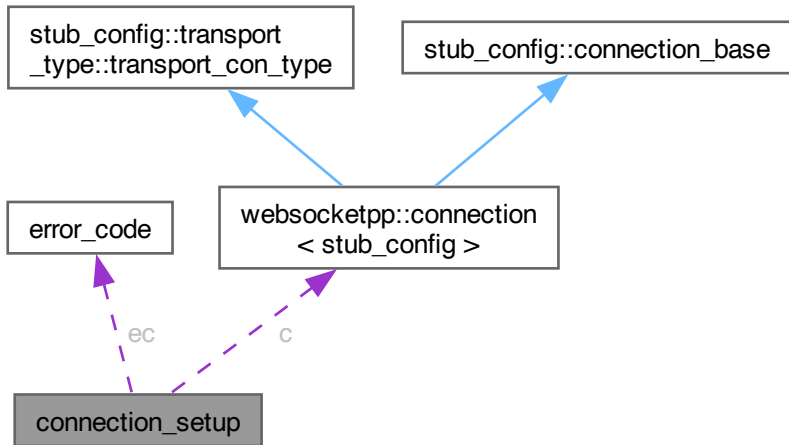 stub_config::transport
_type::transport_con_type
stub_config::connection_base
error_code
websocketpp::connection
< stub_config >
ec
c
connection_setup